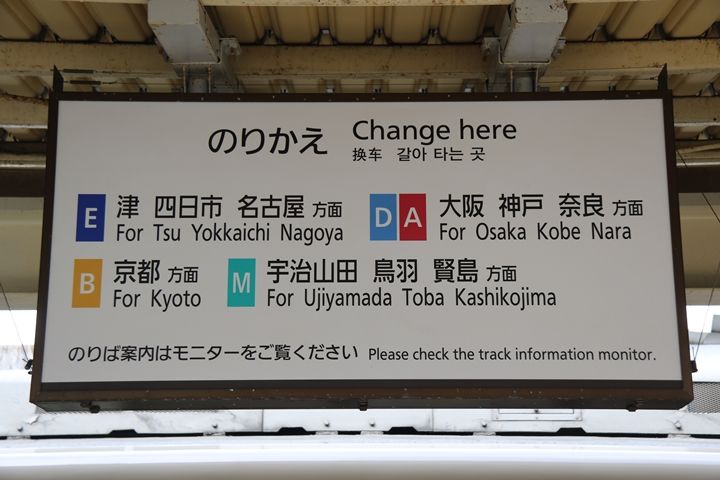 のりかえ Change here
换车 갈아 타는 곳
E 津 四日市 名古屋 方面
For Tsu Yokkaichi Nagoya
D A 大阪 神戸 奈良 方面
For Osaka Kobe Nara
B 京都 方面
For Kyoto
M 宇治山田 鳥羽 賢島 方面
For Ujiyamada Toba Kashikojima
のりば案内はモニターをご覧ください Please check the track information monitor.